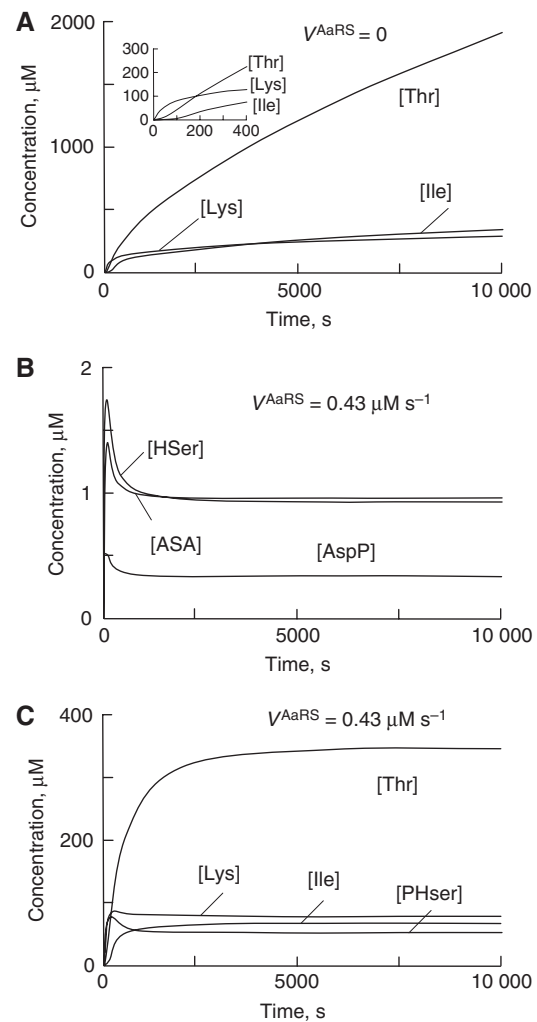 A
V^AaRS = 0
Concentration, µM
2000
1000
0
300
200
100
0
0
200
400
[Thr]
[Lys]
[Ile]
[Thr]
[Lys]
[Ile]
0
5000
10 000
Time, s
B
V^AaRS = 0.43 µM s⁻¹
Concentration, µM
2
1
0
[HSer]
[ASA]
[AspP]
0
5000
10 000
Time, s
C
V^AaRS = 0.43 µM s⁻¹
Concentration, µM
400
200
0
[Thr]
[Lys]
[Ile]
[PHser]
0
5000
10 000
Time, s